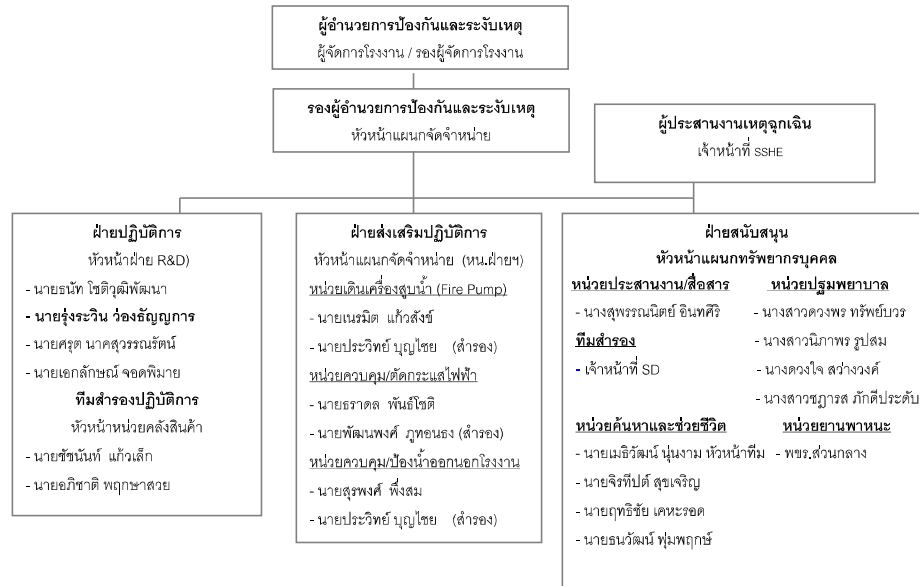 ผู้อำนวยการป้องกันและระงับเหตุ
ผู้จัดการโรงงาน / รองผู้จัดการโรงงาน
รองผู้อำนวยการป้องกันและระงับเหตุ
หัวหน้าแผนกจัดจำหน่าย
ผู้ประสานงานเหตุฉุกเฉิน
เจ้าหน้าที่ SSHE
ฝ่ายปฏิบัติการ
หัวหน้าฝ่าย R&D)
- นายธนัท โชติวุฒิพัฒนา
- นายรุ่งระวิน ว่องธัญญการ
- นายศรุต นาคสุวรรณรัตน์
- นายเอกลักษณ์ จอดพิมาย
ทีมสำรองปฏิบัติการ
หัวหน้าหน่วยคลังสินค้า
- นายชัชนันท์ แก้วเล็ก
- นายอภิชาติ พฤกษาสวย
ฝ่ายส่งเสริมปฏิบัติการ
หัวหน้าแผนกจัดจำหน่าย (หน.ฝ่ายฯ)
หน่วยเดินเครื่องสูบน้ำ (Fire Pump)
- นายเนรมิต แก้วสังข์
- นายประวิทย์ บุญไชย (สำรอง)
หน่วยควบคุม/ตัดกระแสไฟฟ้า
- นายธราดล พันธ์โชติ
- นายพัฒนพงศ์ ภูทอนธง (สำรอง)
หน่วยควบคุม/ป้องน้ำออกนอกโรงงาน
- นายสุรพงศ์ พึ่งสม
- นายประวิทย์ บุญไชย (สำรอง)
ฝ่ายสนับสนุน
หัวหน้าแผนกทรัพยากรบุคคล
หน่วยประสานงาน/สื่อสาร
- นางสุพรรณนิตย์ อินทศิริ
ทีมสำรอง
- เจ้าหน้าที่ SD
หน่วยปฐมพยาบาล
- นางสาวดวงพร ทรัพย์บวร
- นางสาวนิภาพร รูปสม
- นางดวงใจ สว่างวงค์
- นางสาวชฎารส ภักดีประดับ
หน่วยค้นหาและช่วยชีวิต
- นายเมธิวัฒน์ นุ่นงาม หัวหน้าทีม
- นายจิรทีปต์ สุขเจริญ
- นายฤทธิชัย เคหะรอด
- นายธนวัฒน์ พุ่มพฤกษ์
หน่วยยานพาหนะ
- พขร.ส่วนกลาง